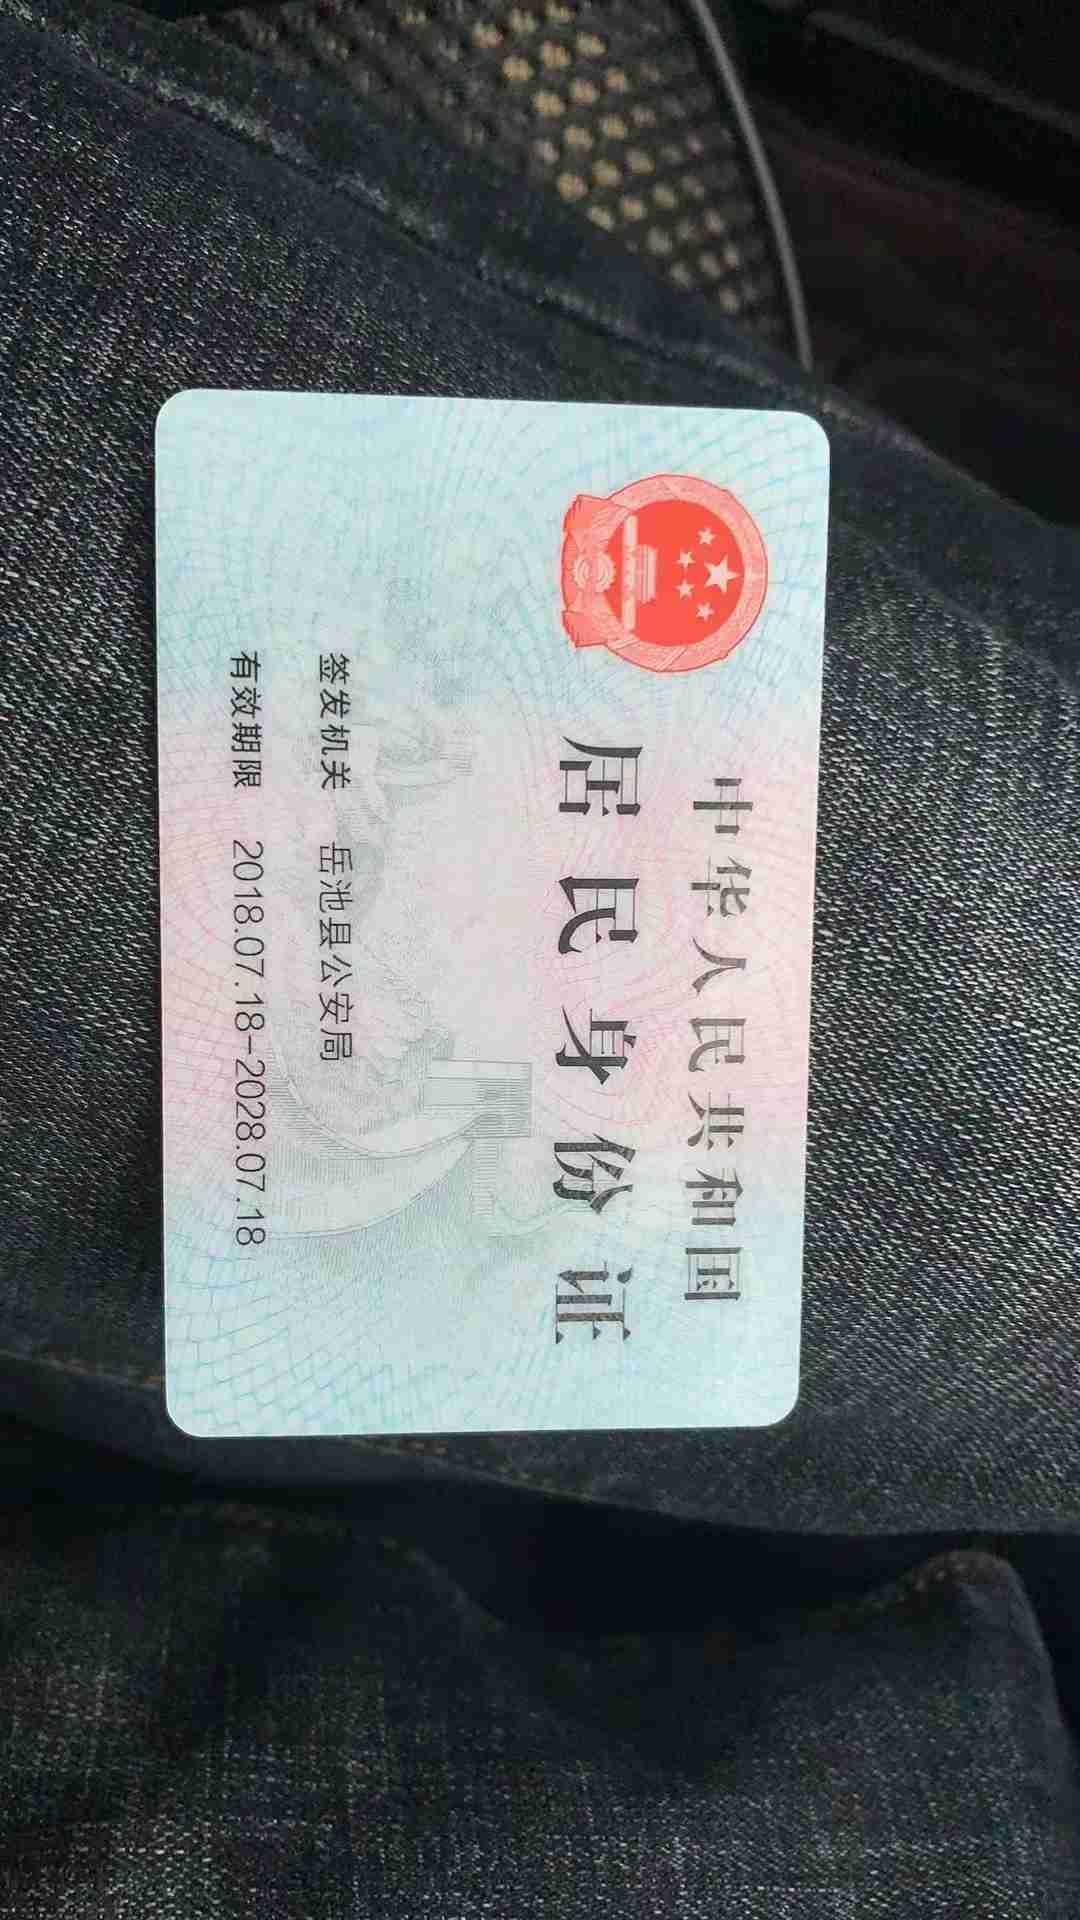 中华人民共和国
居民身份证
签发机关 岳池县公安局
有效期限 2018.07.18-2028.07.18